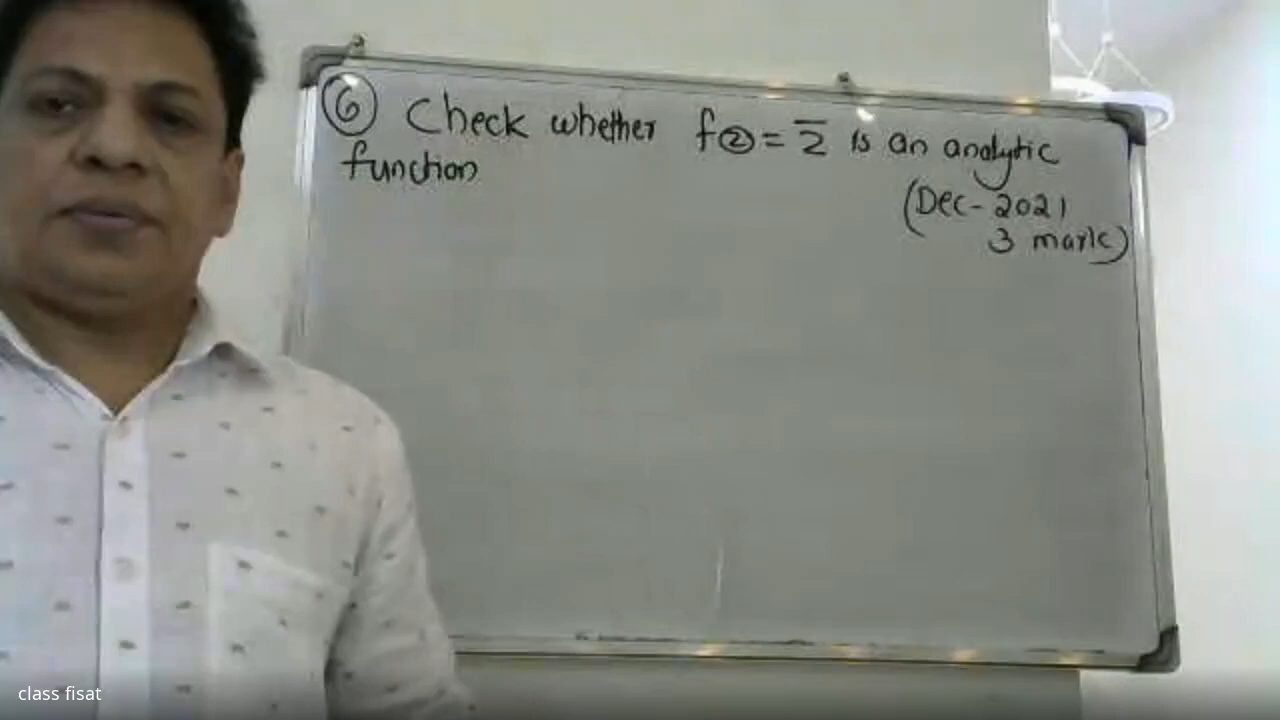 ⑥ Check whether f(z) = z̅ is an analytic
function
(Dec-2021
3 mark)
class fisat